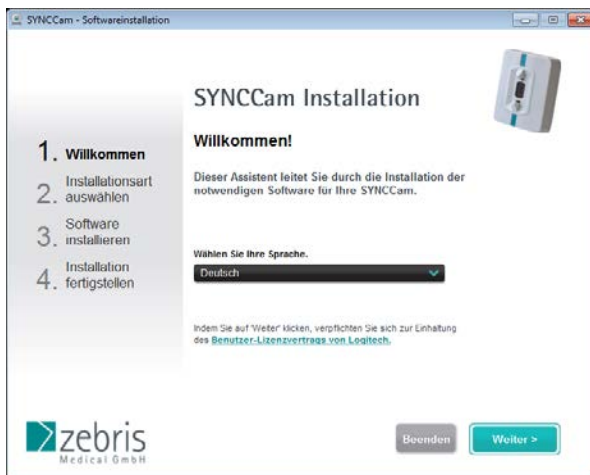 SYNCCam - Softwareinstallation
SYNCCam Installation
Willkommen!
Dieser Assistent leitet Sie durch die Installation der
notwendigen Software für Ihre SYNCCam.
1. Willkommen
2. Installationsart
auswählen
3. Software
installieren
4. Installation
fertigstellen
Wählen Sie Ihre Sprache.
Deutsch
Indem Sie auf 'Weiter' klicken, verpflichten Sie sich zur Einhaltung
des Benutzer-Lizenzvertrags von Logitech.
zebris
Medical GmbH
Beenden
Weiter >